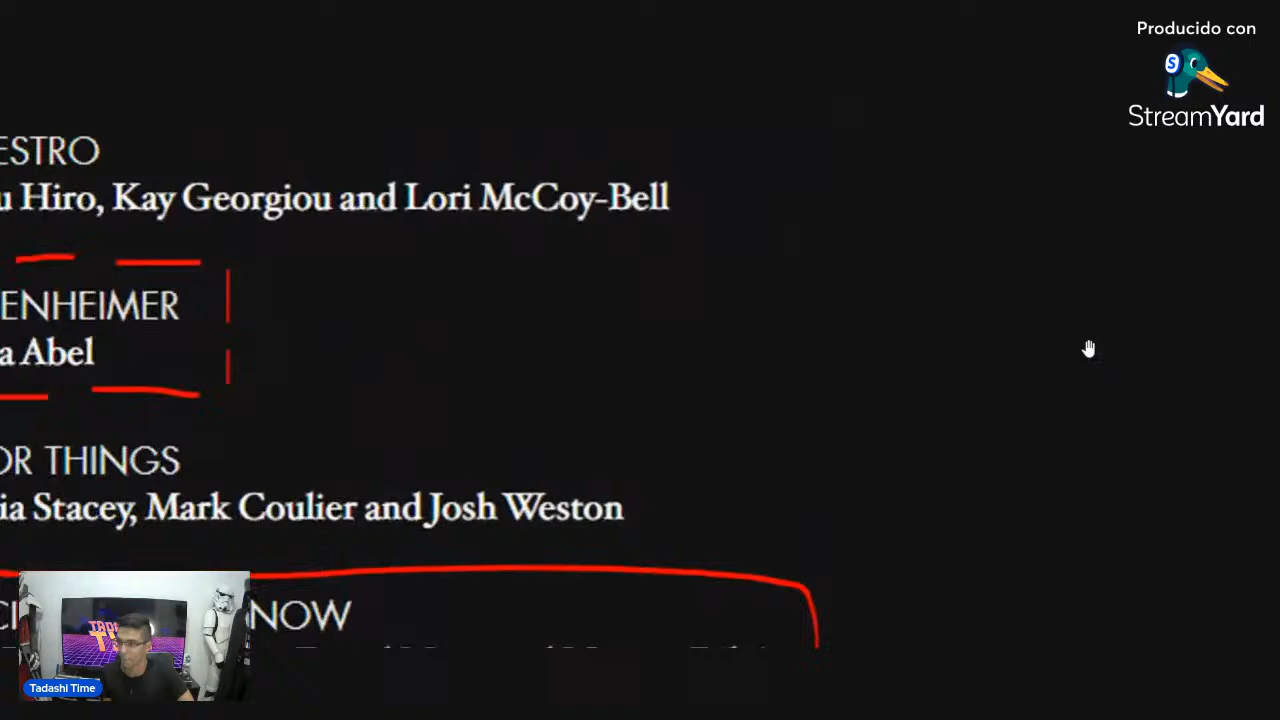 Producido con
StreamYard
ESTRO
u Hiro, Kay Georgiou and Lori McCoy-Bell
ENHEIMER
a Abel
OR THINGS
ia Stacey, Mark Coulier and Josh Weston
NOW
Tadashi Time